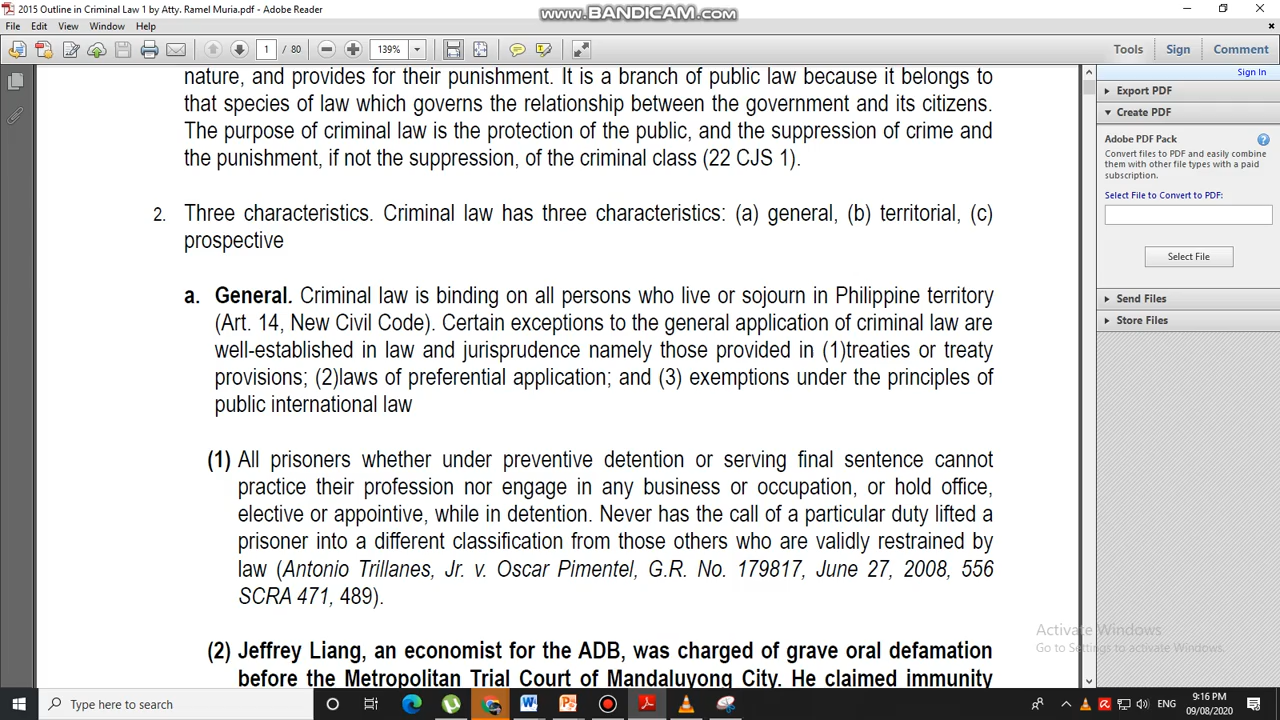 2015 Outline in Criminal Law 1 by Atty. Ramel Muria.pdf - Adobe Reader
www.BANDICAM.com
File Edit View Window Help
1 / 80 139% Tools Sign Comment
Sign In
nature, and provides for their punishment. It is a branch of public law because it belongs to
that species of law which governs the relationship between the government and its citizens.
The purpose of criminal law is the protection of the public, and the suppression of crime and
the punishment, if not the suppression, of the criminal class (22 CJS 1).
2. Three characteristics. Criminal law has three characteristics: (a) general, (b) territorial, (c)
prospective
a. General. Criminal law is binding on all persons who live or sojourn in Philippine territory
(Art. 14, New Civil Code). Certain exceptions to the general application of criminal law are
well-established in law and jurisprudence namely those provided in (1)treaties or treaty
provisions; (2)laws of preferential application; and (3) exemptions under the principles of
public international law
(1) All prisoners whether under preventive detention or serving final sentence cannot
practice their profession nor engage in any business or occupation, or hold office,
elective or appointive, while in detention. Never has the call of a particular duty lifted a
prisoner into a different classification from those others who are validly restrained by
law (Antonio Trillanes, Jr. v. Oscar Pimentel, G.R. No. 179817, June 27, 2008, 556
SCRA 471, 489).
(2) Jeffrey Liang, an economist for the ADB, was charged of grave oral defamation
before the Metropolitan Trial Court of Mandaluyong City. He claimed immunity
Export PDF
Create PDF
Adobe PDF Pack
Convert files to PDF and easily combine
them with other file types with a paid
subscription.
Select File to Convert to PDF:
Select File
Send Files
Store Files
Activate Windows
Go to Settings to activate Windows.
Type here to search
ENG
9:16 PM
09/08/2020